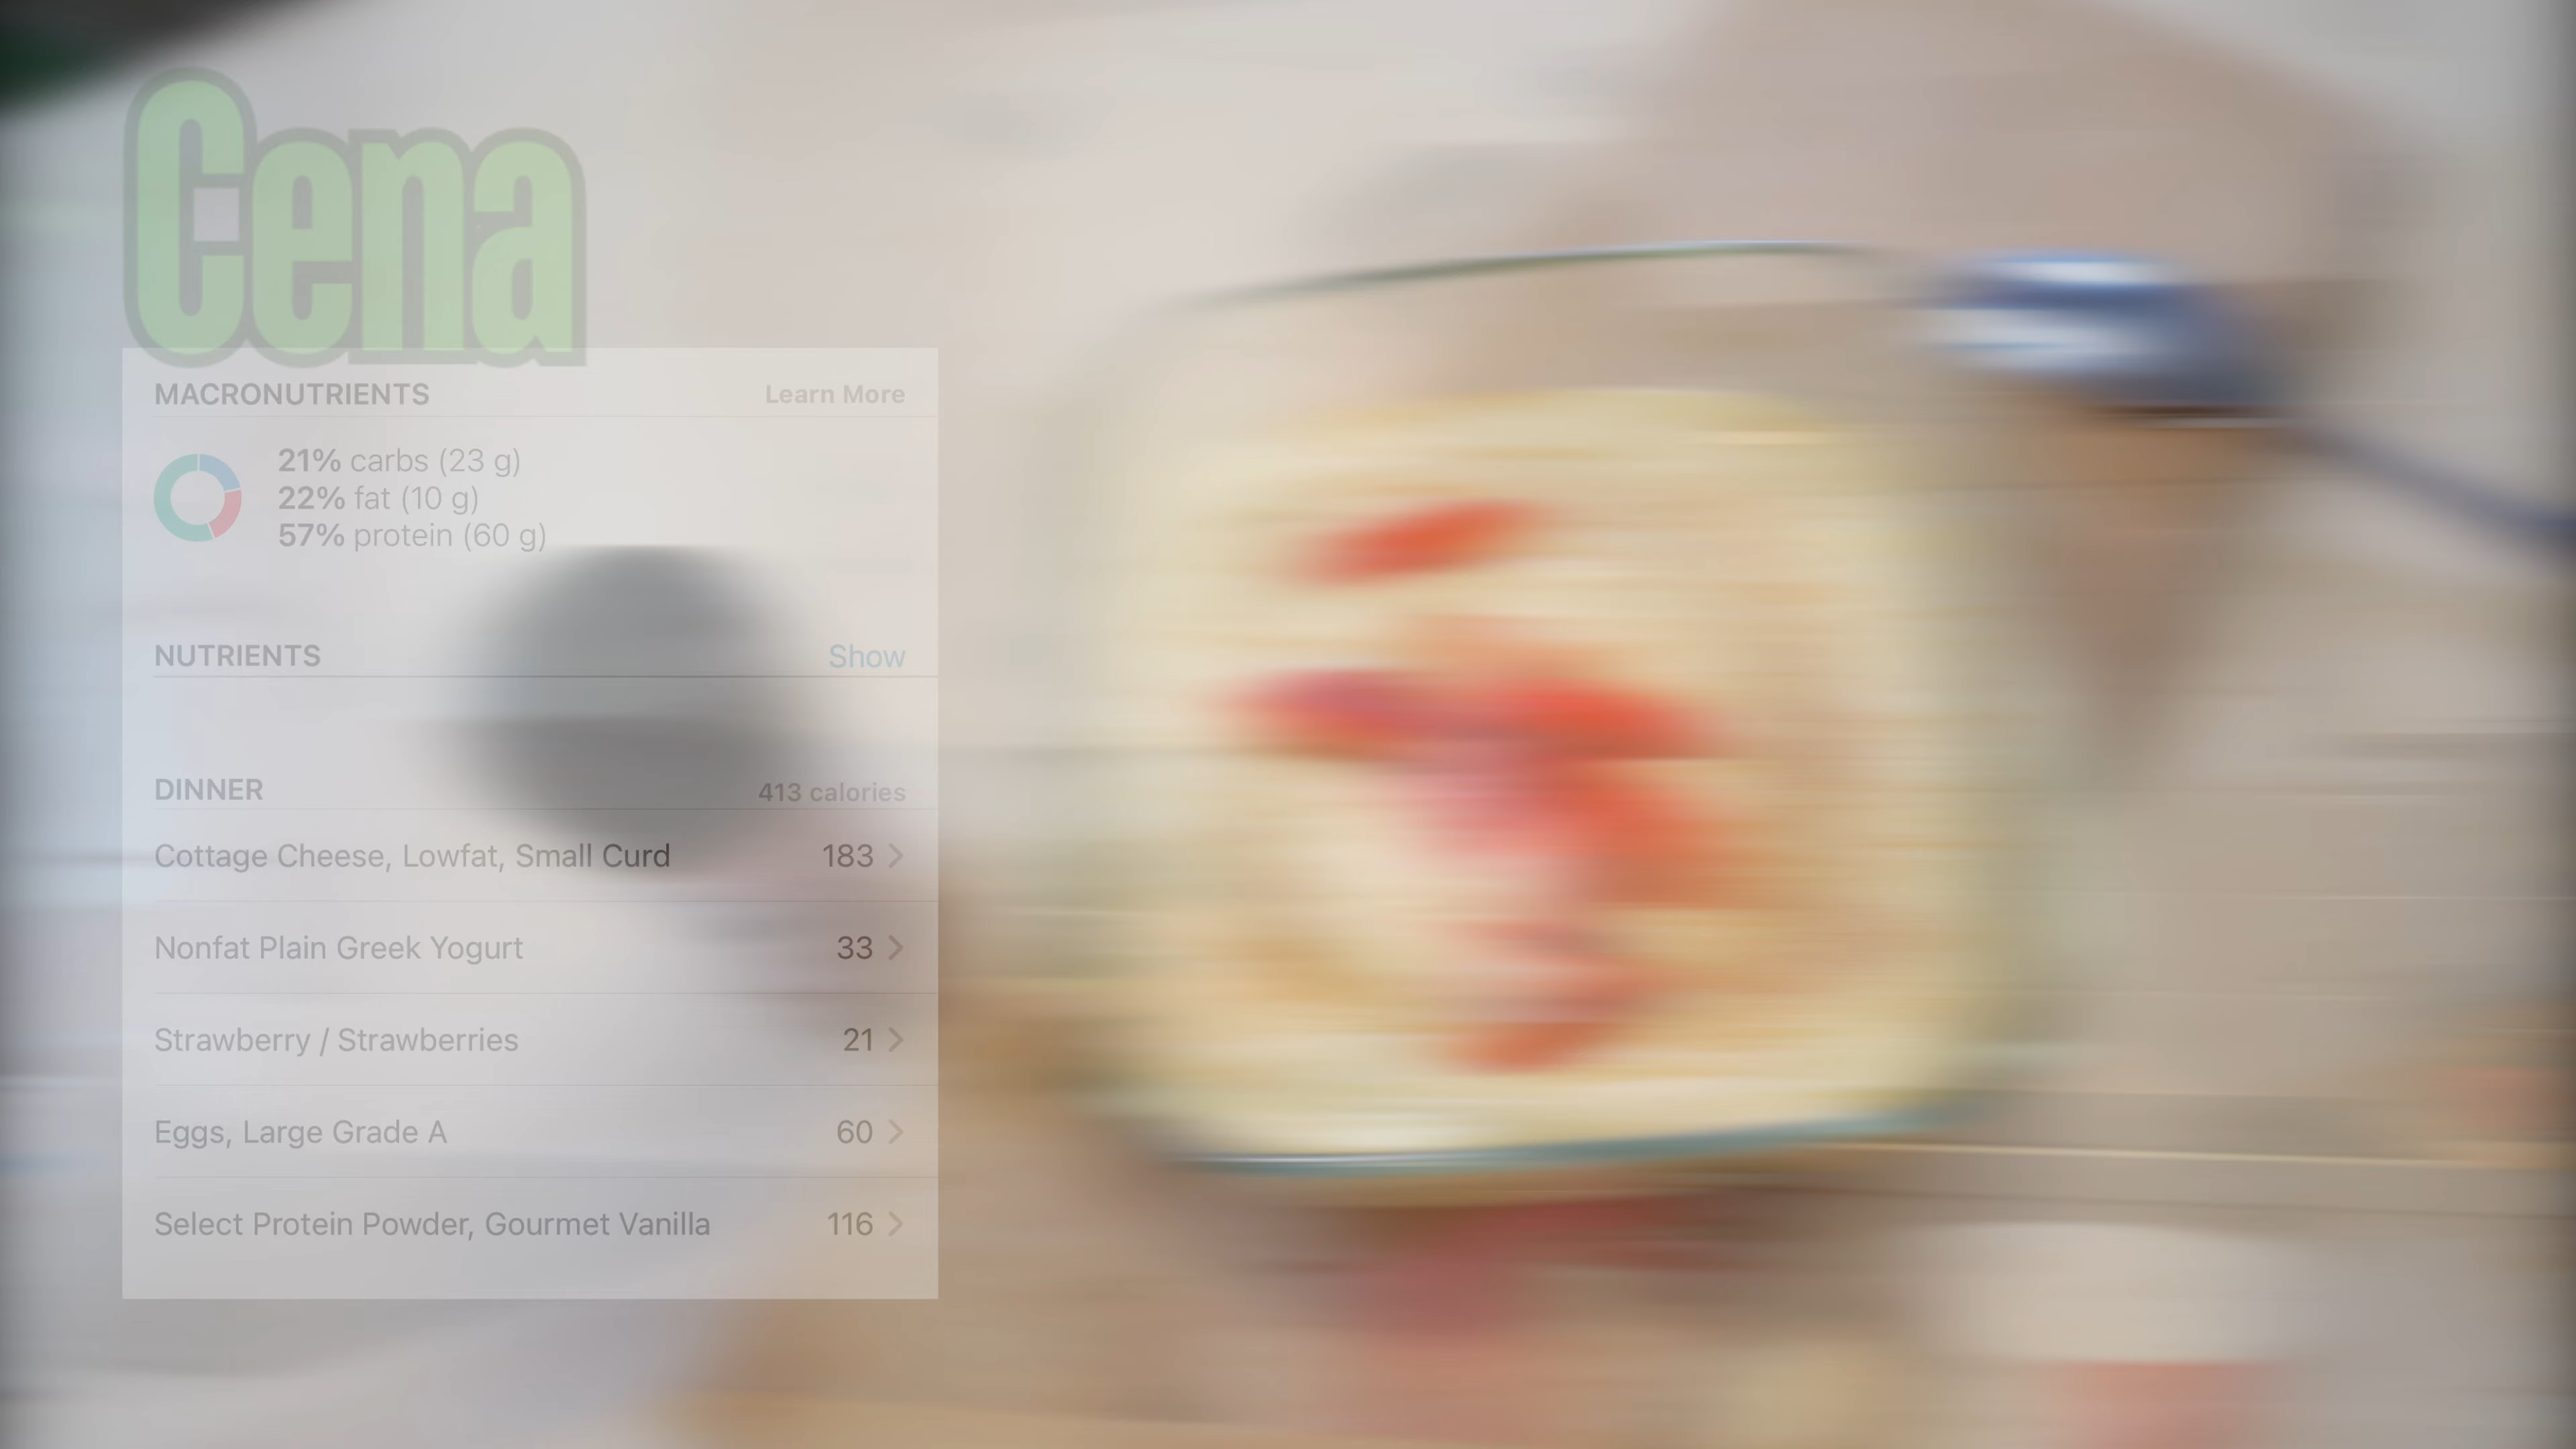 Cena
MACRONUTRIENTS Learn More
21% carbs (23 g)
22% fat (10 g)
57% protein (60 g)
NUTRIENTS Show
DINNER 413 calories
Cottage Cheese, Lowfat, Small Curd 183
Nonfat Plain Greek Yogurt 33
Strawberry / Strawberries 21
Eggs, Large Grade A 60
Select Protein Powder, Gourmet Vanilla 116